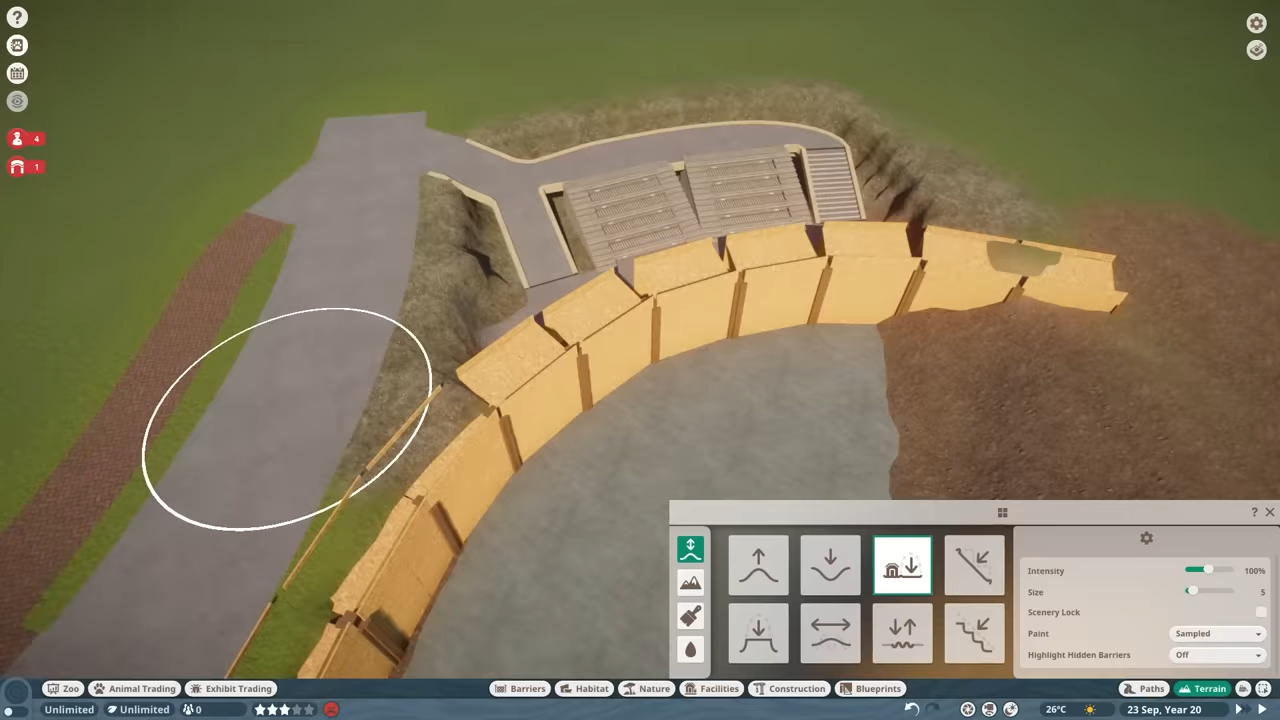 ?
4
1
? ×
Intensity 100%
Size 5
Scenery Lock
Paint Sampled
Highlight Hidden Barriers Off
Zoo Animal Trading Exhibit Trading Barriers Habitat Nature Facilities Construction Blueprints Paths Terrain
Unlimited Unlimited 0 26°C 23 Sep, Year 20